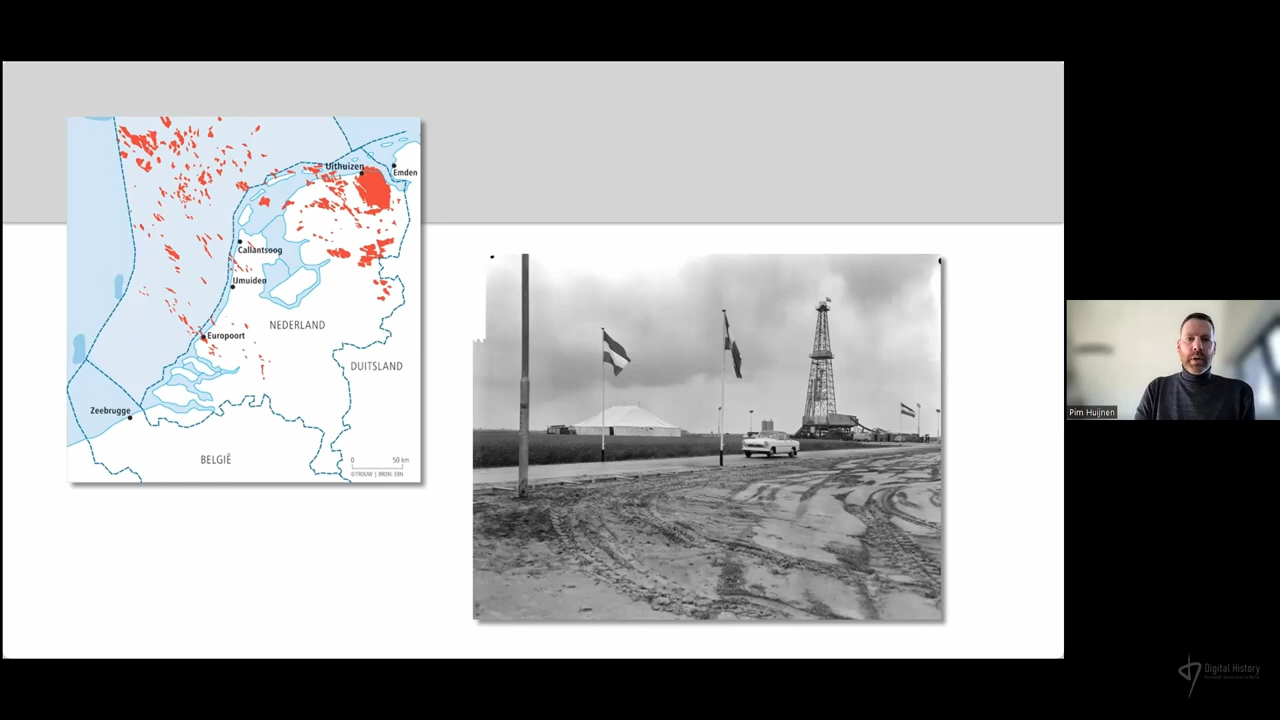 Uithuizen
Emden
Callantsoog
IJmuiden
NEDERLAND
Europoort
DUITSLAND
Zeebrugge
BELGIË
0 50 km
© TROUW | BRON: EBN
Pim Huijnen
Digital History